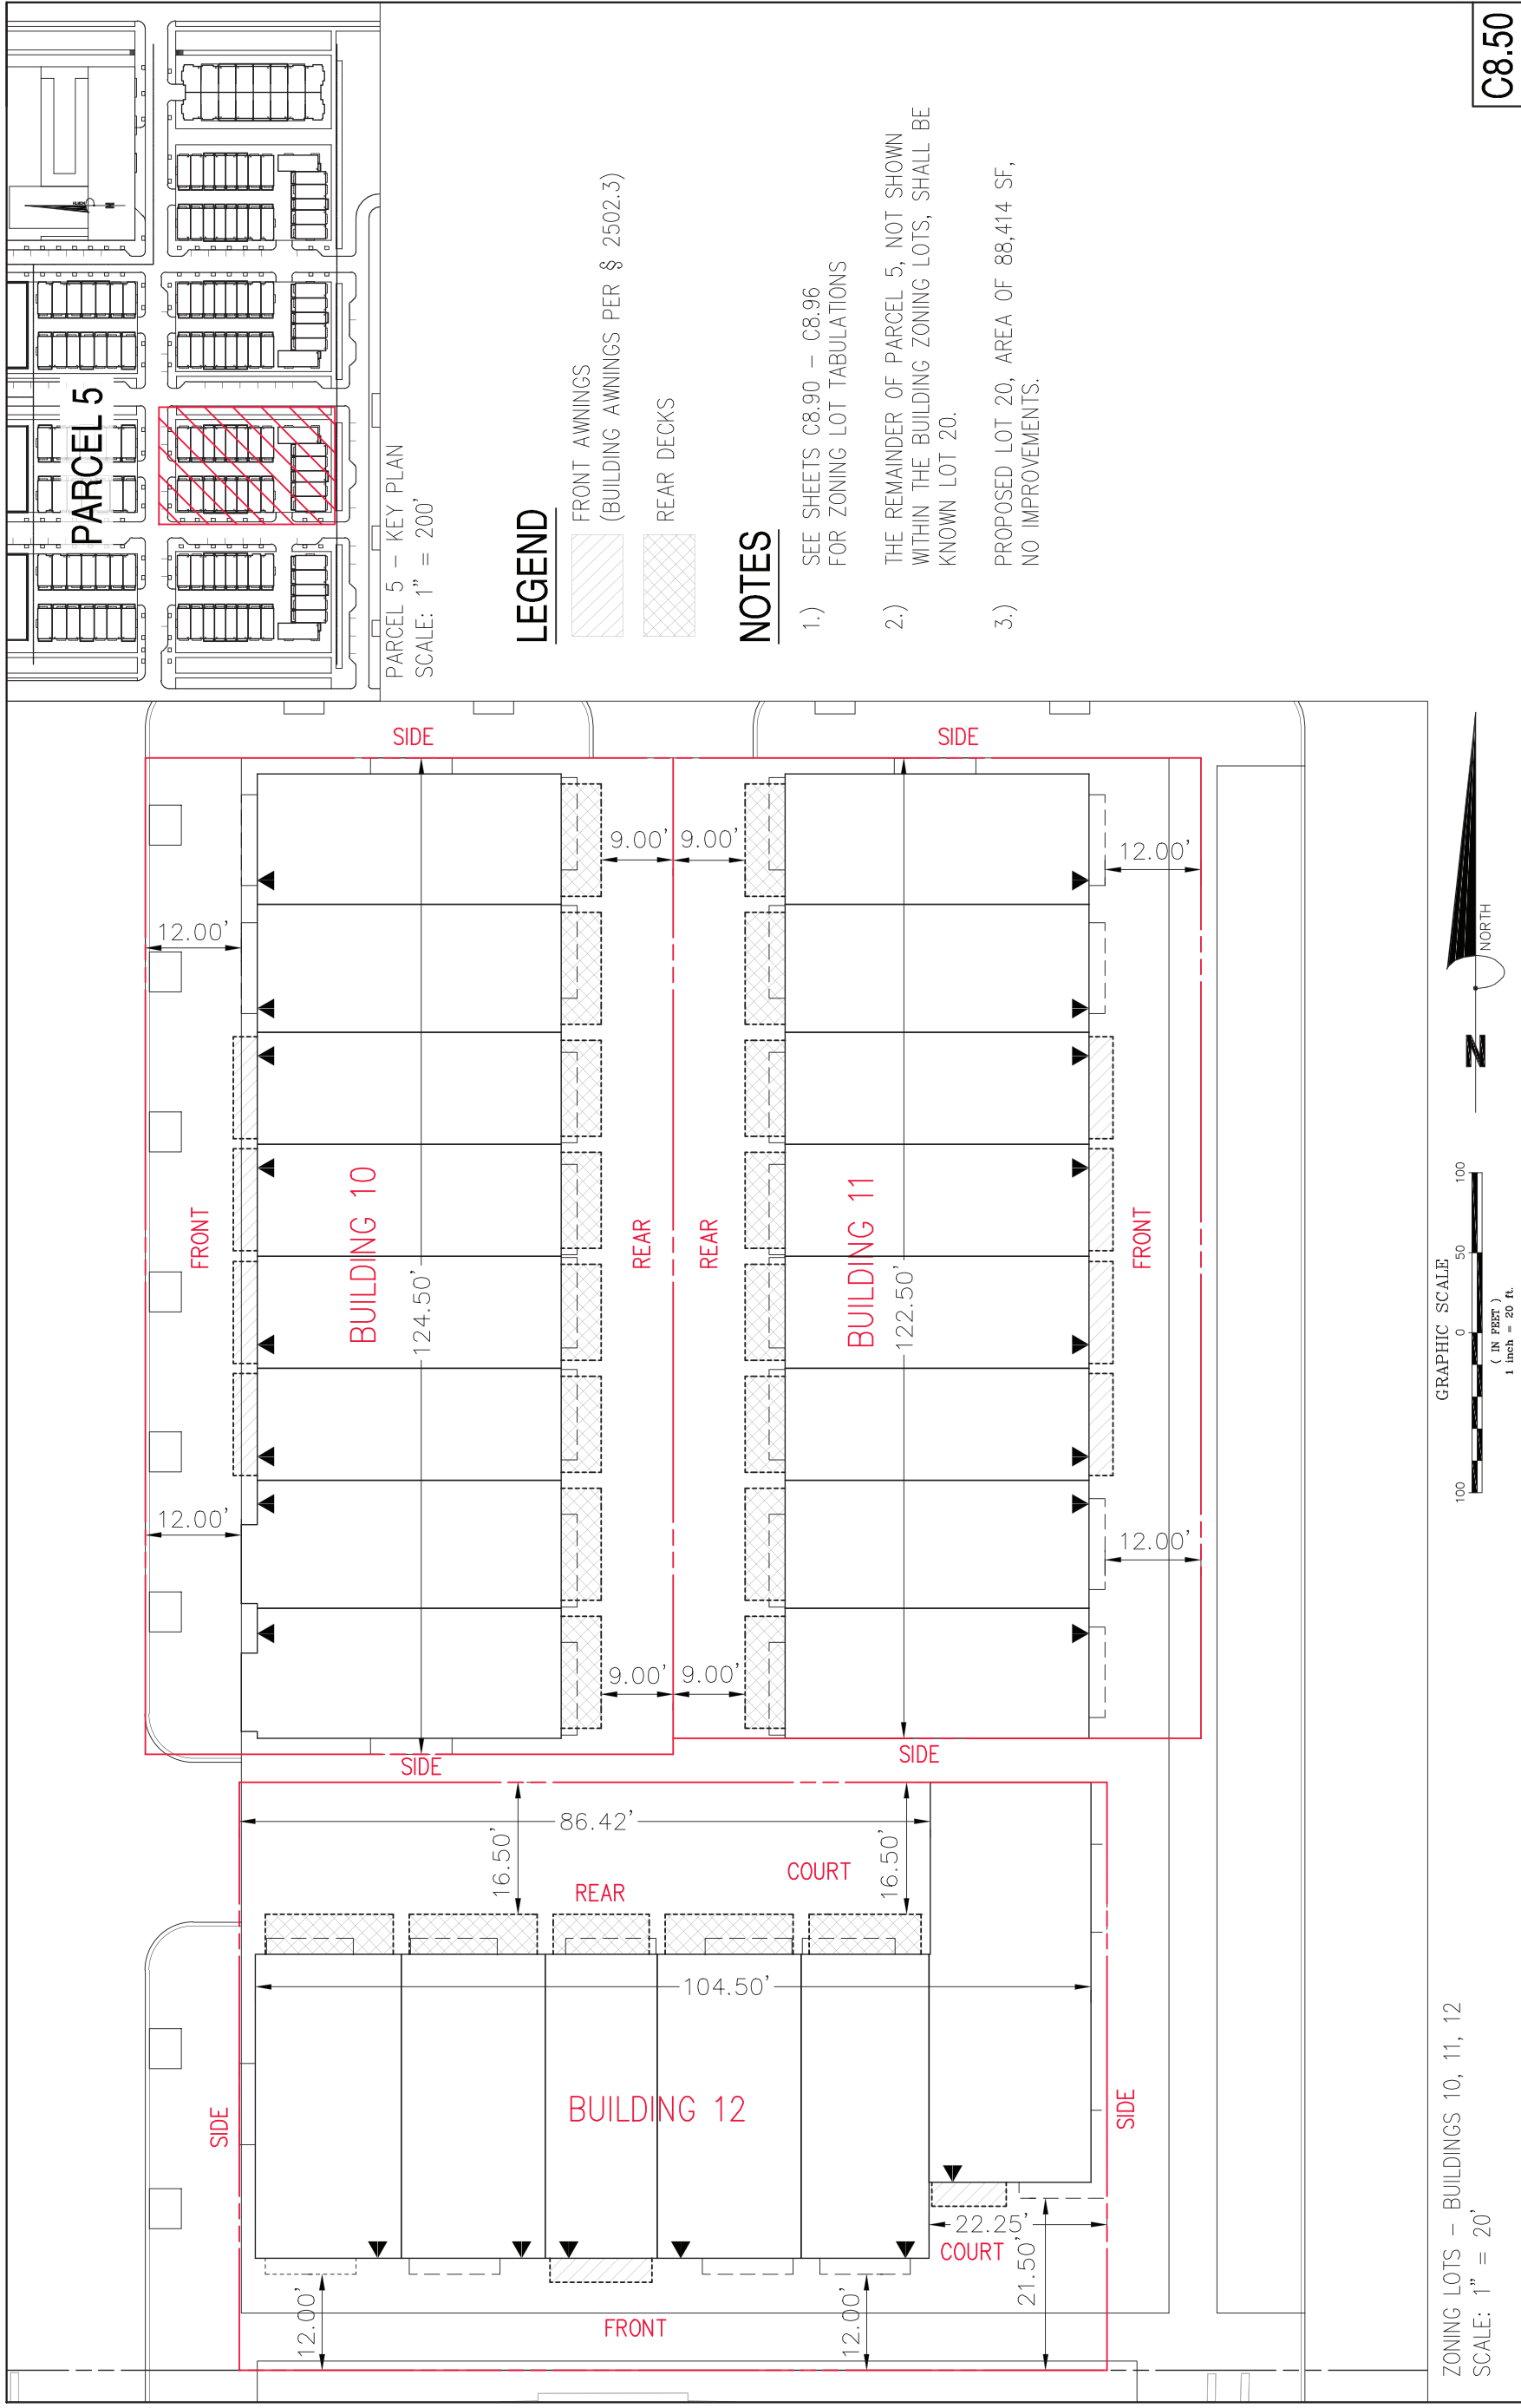 PARCEL 5
PARCEL 5 – KEY PLAN
SCALE: 1" = 200'
LEGEND
FRONT AWNINGS
(BUILDING AWNINGS PER § 2502.3)
REAR DECKS
NOTES
1.) SEE SHEETS C8.90 – C8.96
FOR ZONING LOT TABULATIONS
2.) THE REMAINDER OF PARCEL 5, NOT SHOWN
WITHIN THE BUILDING ZONING LOTS, SHALL BE
KNOWN LOT 20.
3.) PROPOSED LOT 20, AREA OF 88,414 SF,
NO IMPROVEMENTS.
SIDE
FRONT
12.00'
12.00'
BUILDING 10
124.50'
REAR
9.00'
9.00'
SIDE
SIDE
REAR
9.00'
9.00'
BUILDING 11
122.50'
FRONT
12.00'
12.00'
SIDE
SIDE
86.42'
16.50'
16.50'
REAR
COURT
104.50'
BUILDING 12
22.25'
COURT
21.50'
12.00'
12.00'
FRONT
SIDE
ZONING LOTS – BUILDINGS 10, 11, 12
SCALE: 1" = 20'
GRAPHIC SCALE
100 0 50 100
( IN FEET )
1 inch = 20 ft.
N
NORTH
C8.50